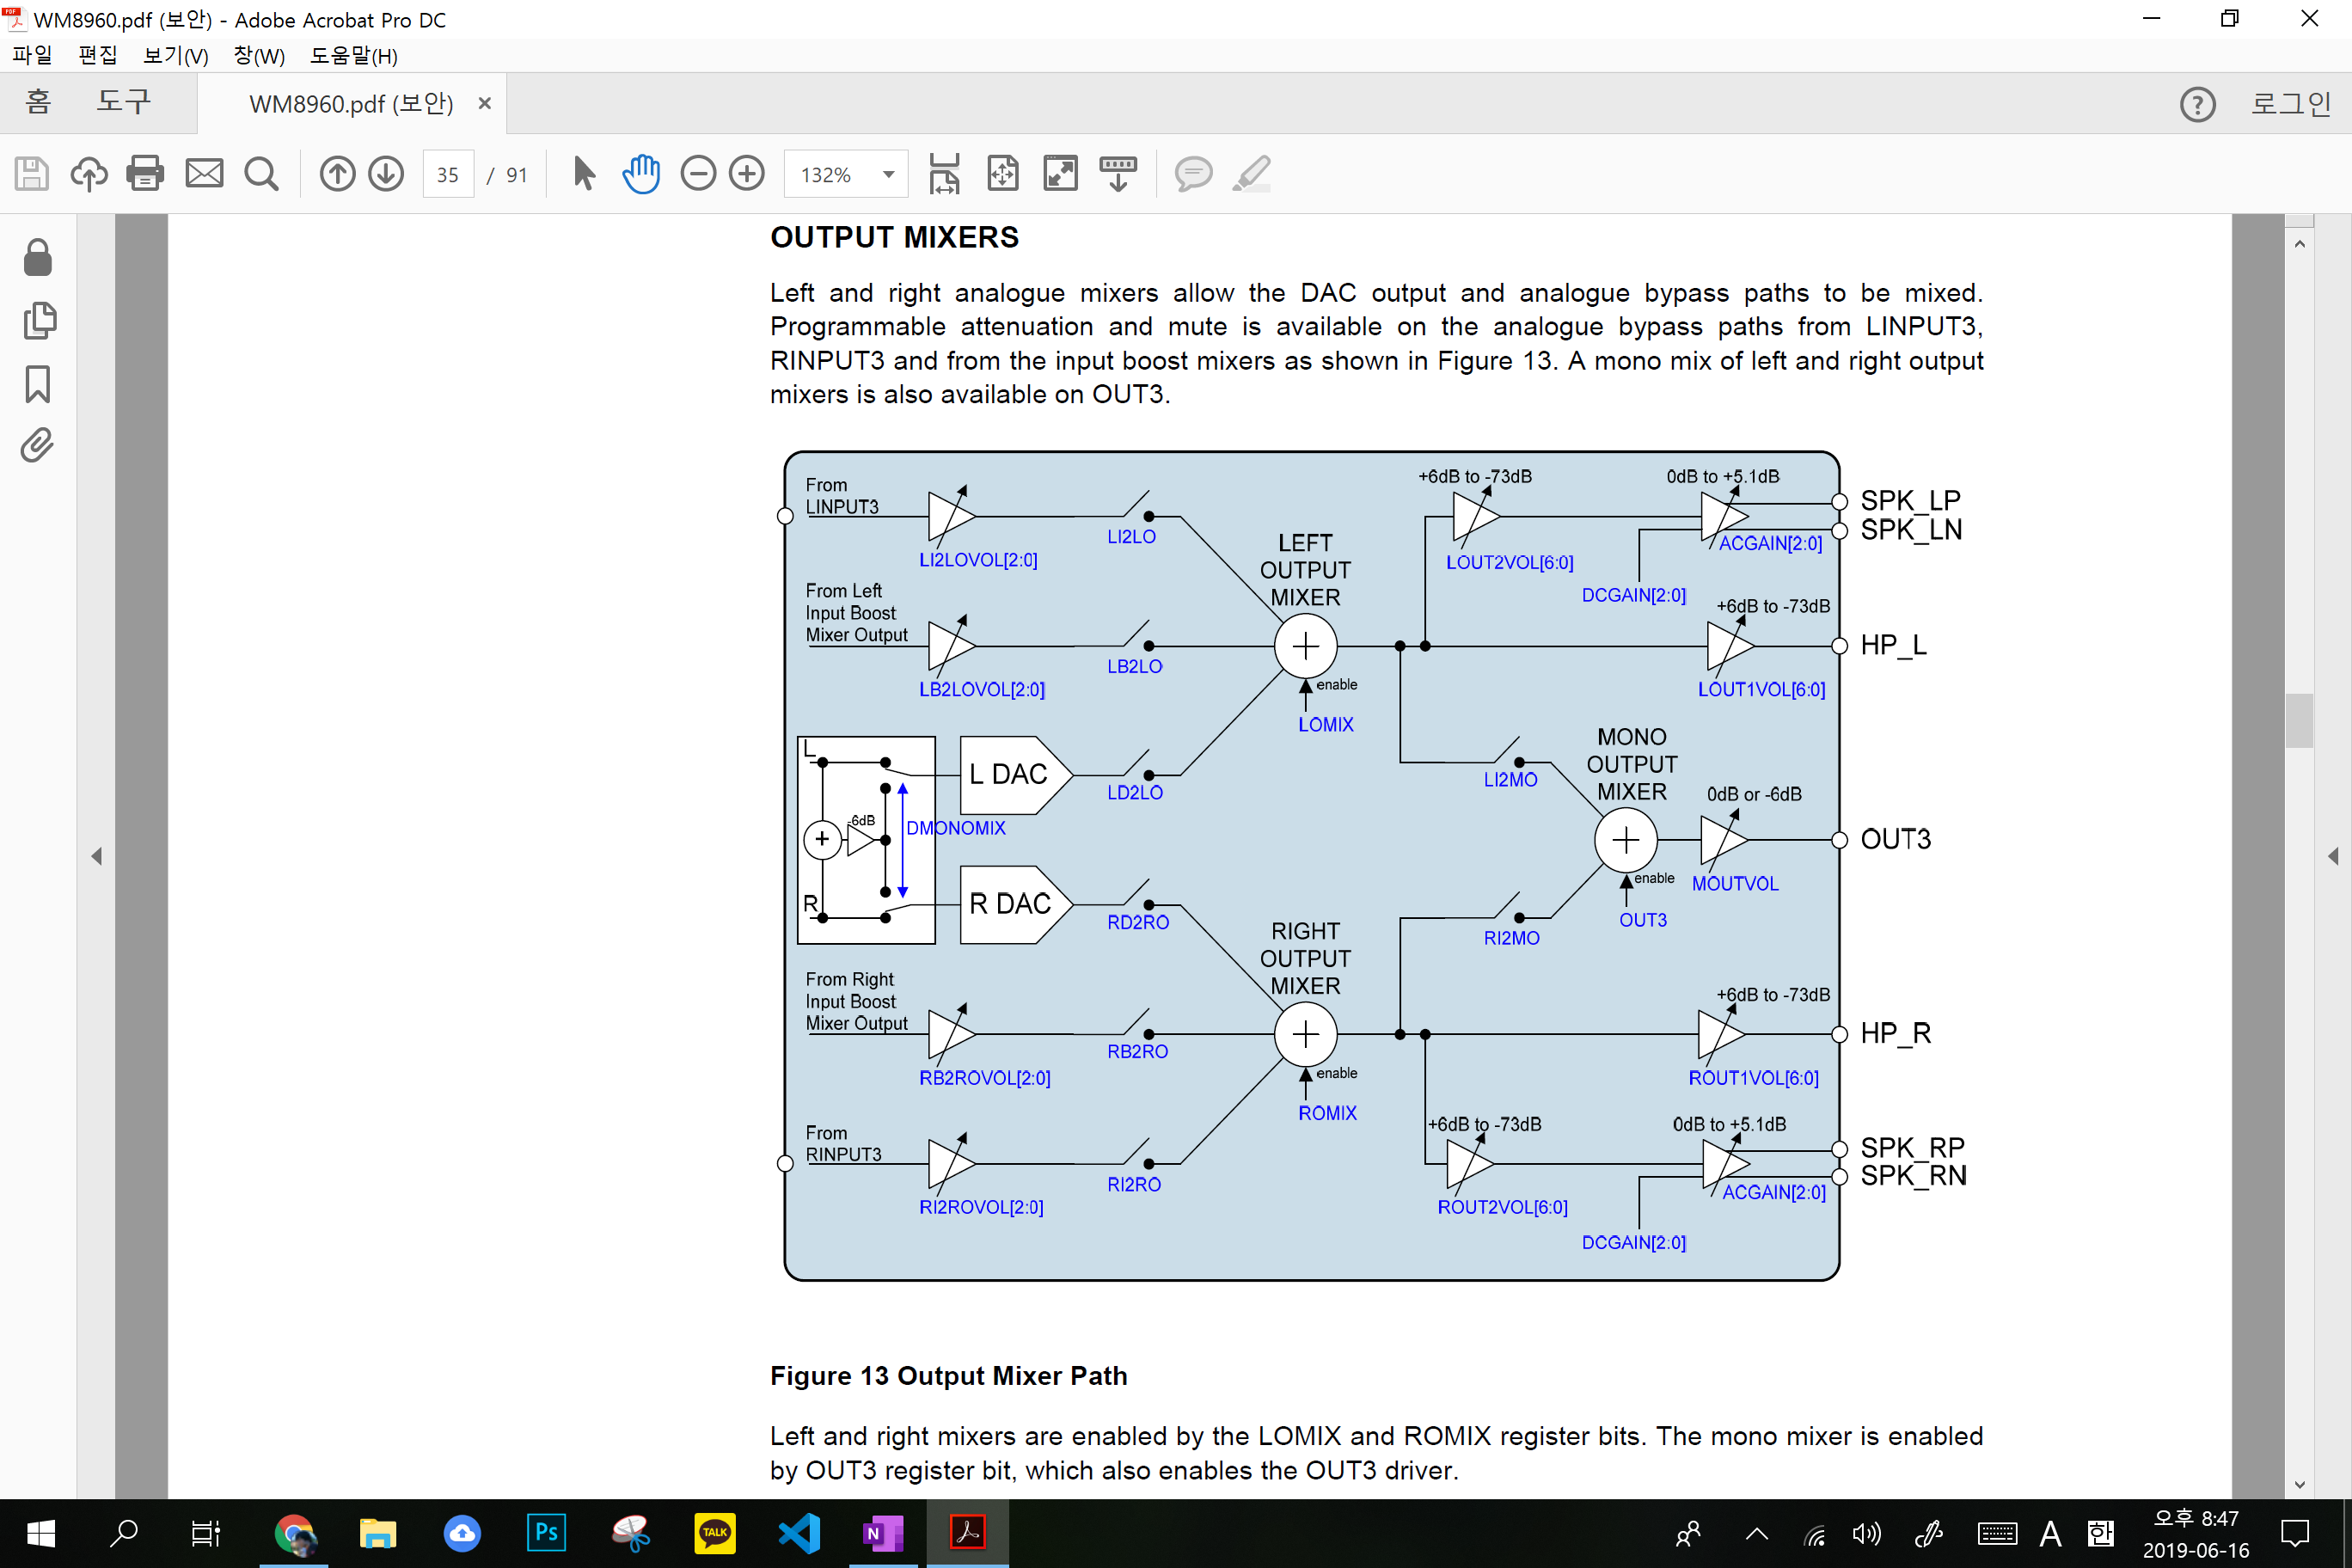 WM8960.pdf (보안) - Adobe Acrobat Pro DC
파일 편집 보기(V) 창(W) 도움말(H)
홈 도구 WM8960.pdf (보안) × ? 로그인
35 / 91 132%
OUTPUT MIXERS
Left and right analogue mixers allow the DAC output and analogue bypass paths to be mixed.
Programmable attenuation and mute is available on the analogue bypass paths from LINPUT3,
RINPUT3 and from the input boost mixers as shown in Figure 13. A mono mix of left and right output
mixers is also available on OUT3.
From
LINPUT3
LI2LOVOL[2:0]
LI2LO
+6dB to -73dB
LOUT2VOL[6:0]
0dB to +5.1dB
ACGAIN[2:0]
DCGAIN[2:0]
SPK_LP
SPK_LN
From Left
Input Boost
Mixer Output
LB2LOVOL[2:0]
LB2LO
LEFT
OUTPUT
MIXER
+
enable
LOMIX
+6dB to -73dB
LOUT1VOL[6:0]
HP_L
L
+
-6dB
DMONOMIX
R
L DAC
LD2LO
R DAC
RD2RO
LI2MO
RI2MO
MONO
OUTPUT
MIXER
+
enable
OUT3
0dB or -6dB
MOUTVOL
OUT3
From Right
Input Boost
Mixer Output
RB2ROVOL[2:0]
RB2RO
RIGHT
OUTPUT
MIXER
+
enable
ROMIX
+6dB to -73dB
ROUT1VOL[6:0]
HP_R
From
RINPUT3
RI2ROVOL[2:0]
RI2RO
+6dB to -73dB
ROUT2VOL[6:0]
0dB to +5.1dB
ACGAIN[2:0]
DCGAIN[2:0]
SPK_RP
SPK_RN
Figure 13 Output Mixer Path
Left and right mixers are enabled by the LOMIX and ROMIX register bits. The mono mixer is enabled
by OUT3 register bit, which also enables the OUT3 driver.
Ps TALK N A 한 오후 8:47
2019-06-16